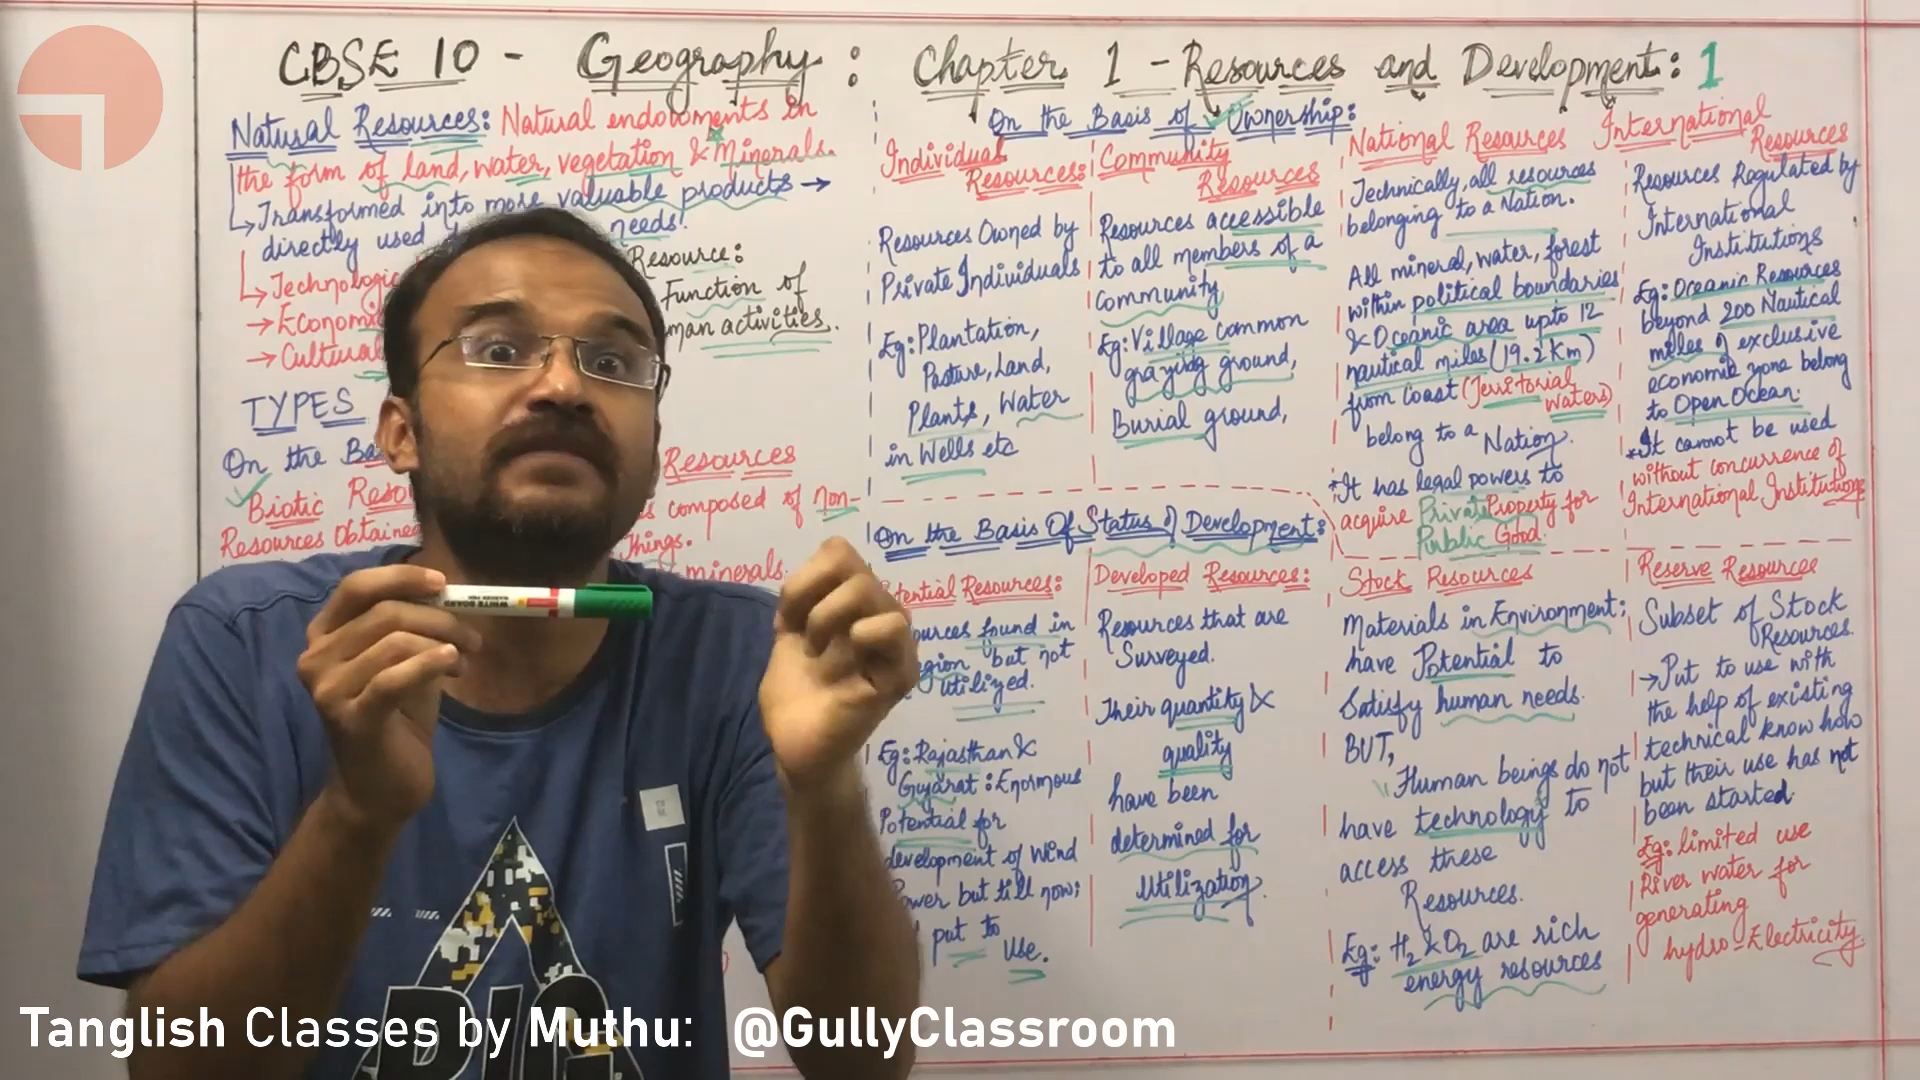 CBSE 10 - Geography : Chapter 1 - Resources and Development: 1
Natural Resources: Natural endowments in
the form of land, water, vegetation & Minerals.
↳ Transformed into more valuable products →
directly used needs!
↳ Technologic
→ Economi
→ Cultural
Resource:
Function of
man activities.
TYPES
On the Ba
Biotic Reso
Resources Obtaine
Resources
composed of non-
Things.
minerals.
On the Basis of Ownership:
Individual
Resources:
Resources Owned by
Private Individuals
Eg: Plantation,
Pasture, Land,
Plants, Water
in Wells etc
Community
Resources
Resources accessible
to all members of a
community
Eg: Village common
grazing ground,
Burial ground,
National Resources
Technically, all resources
belonging to a Nation.
All mineral, water, forest
within political boundaries
& Oceanic area upto 12
nautical miles (19.2 Km)
from Coast (Territorial
Waters)
belong to a Nation.
*It has legal powers to
acquire Private Property for
Public Good.
International
Resources
Resources Regulated by
International
Institutions
Eg: Oceanic Resources
beyond 200 Nautical
miles of exclusive
economic zone belong
to Open Ocean.
*It cannot be used
without concurrence of
International Institutions
On the Basis Of Status of Development:
tential Resources:
ources found in
egion but not
utilized.
Eg: Rajasthan &
Gujarat : Enormous
Potential for
development of Wind
Power but till now;
put to
Use.
Developed Resources:
Resources that are
Surveyed.
Their quantity &
quality
have been
determined for
Utilization.
Stock Resources
Materials in Environment;
have Potential to
Satisfy human needs.
BUT,
Human beings do not
have technology to
access these
Resources.
Eg: H2 & O2 are rich
energy resources
Reserve Resources
Subset of Stock
Resources.
→ Put to use with
the help of existing
technical know how
but their use has not
been started.
Eg: limited use
River water for
generating
hydro-Electricity.
WHITE BOARD
Tanglish Classes by Muthu: @GullyClassroom